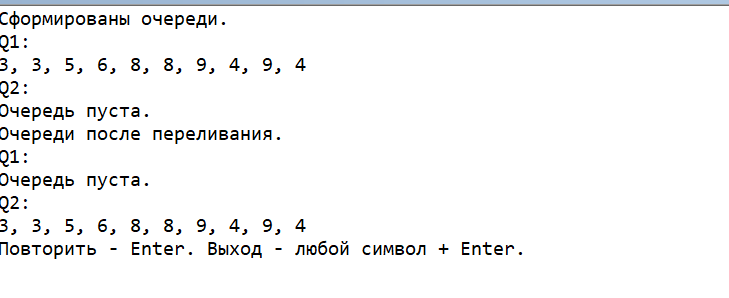 Сформированы очереди.
Q1:
3, 3, 5, 6, 8, 8, 9, 4, 9, 4
Q2:
Очередь пуста.
Очереди после переливания.
Q1:
Очередь пуста.
Q2:
3, 3, 5, 6, 8, 8, 9, 4, 9, 4
Повторить - Enter. Выход - любой символ + Enter.